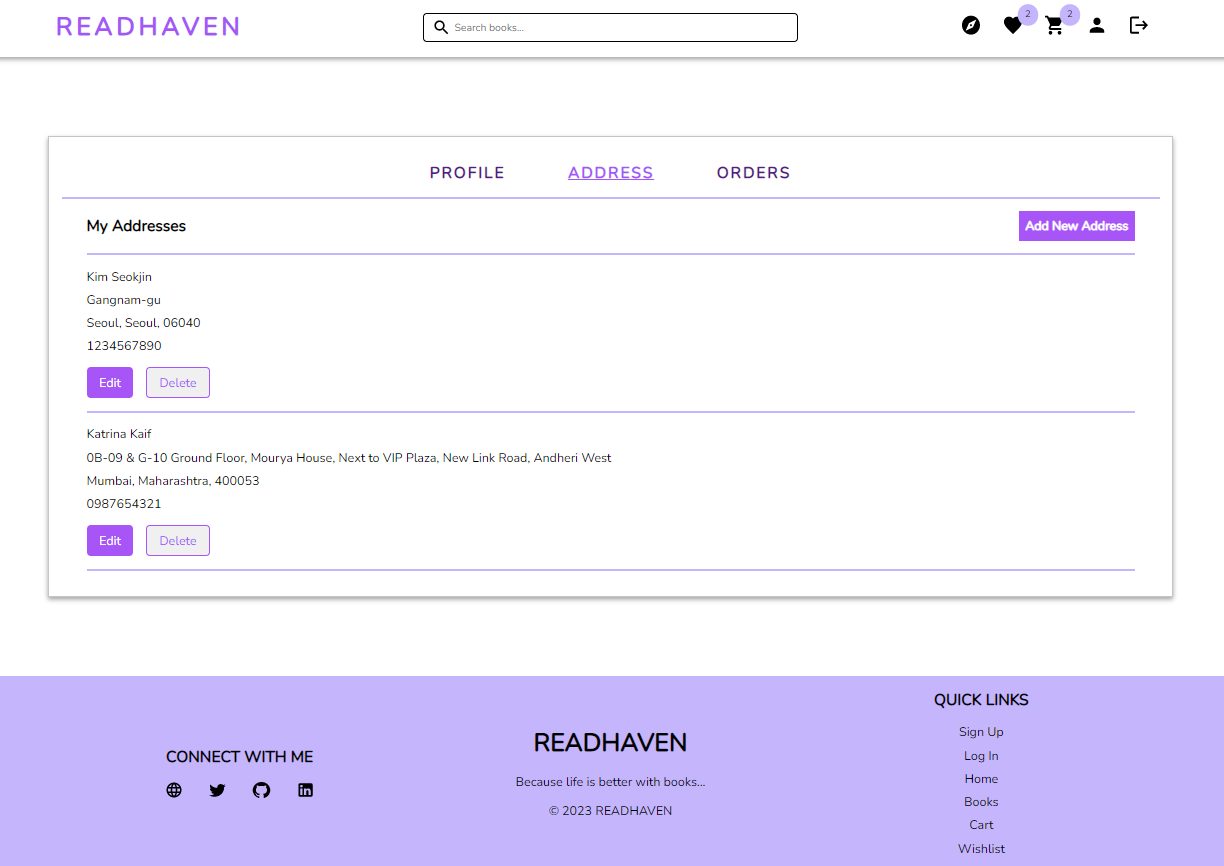 READHAVEN
Search books...
2
2
PROFILE
ADDRESS
ORDERS
My Addresses
Add New Address
Kim Seokjin
Gangnam-gu
Seoul, Seoul, 06040
1234567890
Edit
Delete
Katrina Kaif
0B-09 & G-10 Ground Floor, Mourya House, Next to VIP Plaza, New Link Road, Andheri West
Mumbai, Maharashtra, 400053
0987654321
Edit
Delete
CONNECT WITH ME
READHAVEN
Because life is better with books...
© 2023 READHAVEN
QUICK LINKS
Sign Up
Log In
Home
Books
Cart
Wishlist